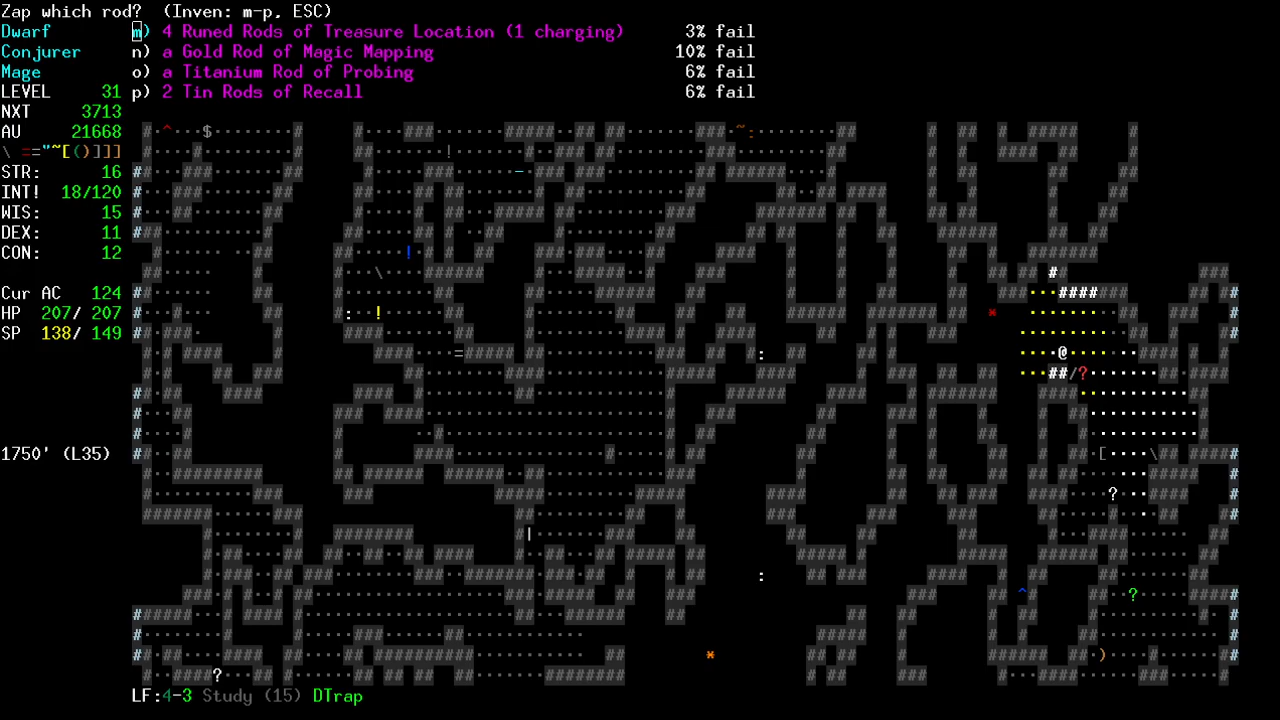 Zap which rod?  (Inven: m-p, ESC)
Dwarf m) 4 Runed Rods of Treasure Location (1 charging) 3% fail
Conjurer n) a Gold Rod of Magic Mapping 10% fail
Mage o) a Titanium Rod of Probing 6% fail
LEVEL 31 p) 2 Tin Rods of Recall 6% fail
NXT 3713
AU 21668
\ =="~[()]]]
STR: 16
INT! 18/120
WIS: 15
DEX: 11
CON: 12
Cur AC 124
HP 207/ 207
SP 138/ 149
1750' (L35)
LF:4-3 Study (15) DTrap